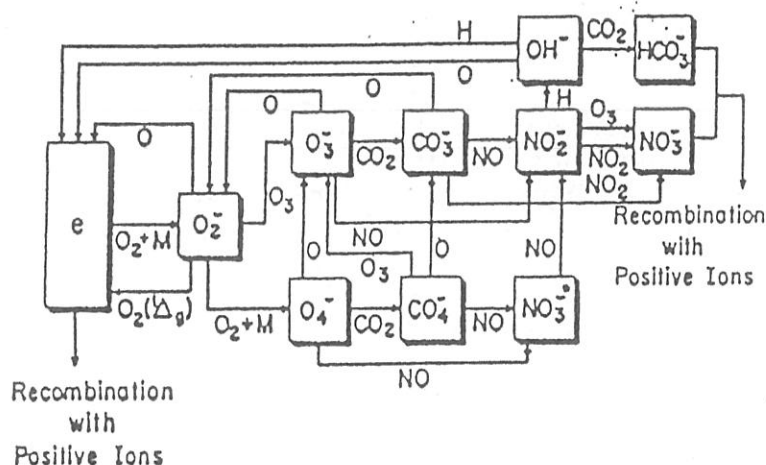 H
OH⁻
CO₂
HCO₃⁻
O
O
O
O
H
O₃
e
O₂⁻
O₃⁻
CO₃⁻
NO₂⁻
NO₃⁻
CO₂
NO
NO₂
NO₂
O₃
O₂+M
O
NO
O
NO
O₃
Recombination
with
Positive Ions
O₂(¹Δg)
O₂+M
O₄⁻
CO₂
CO₄⁻
NO
NO₃⁻*
NO
Recombination
with
Positive Ions